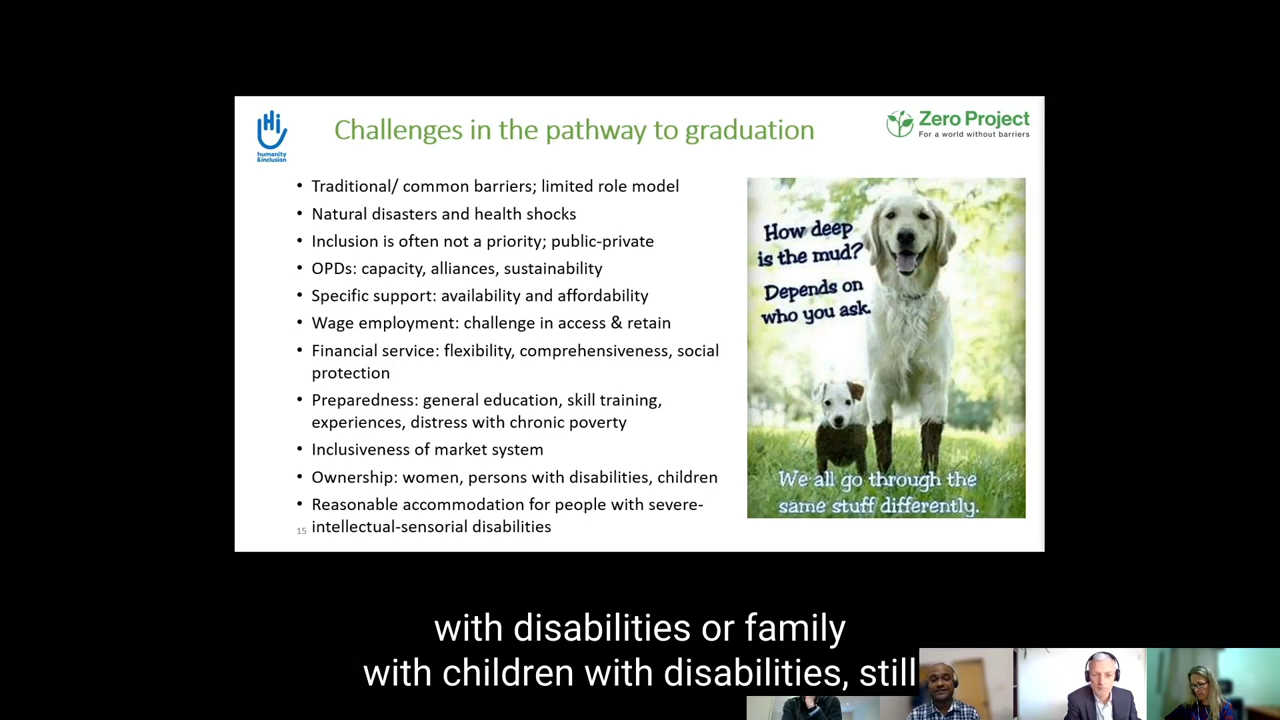 humanity
&inclusion
Challenges in the pathway to graduation
Zero Project
For a world without barriers
• Traditional/ common barriers; limited role model
• Natural disasters and health shocks
• Inclusion is often not a priority; public-private
• OPDs: capacity, alliances, sustainability
• Specific support: availability and affordability
• Wage employment: challenge in access & retain
• Financial service: flexibility, comprehensiveness, social
protection
• Preparedness: general education, skill training,
experiences, distress with chronic poverty
• Inclusiveness of market system
• Ownership: women, persons with disabilities, children
• Reasonable accommodation for people with severe-
intellectual-sensorial disabilities
15
How deep
is the mud?
Depends on
who you ask.
We all go through the
same stuff differently.
with disabilities or family
with children with disabilities, still